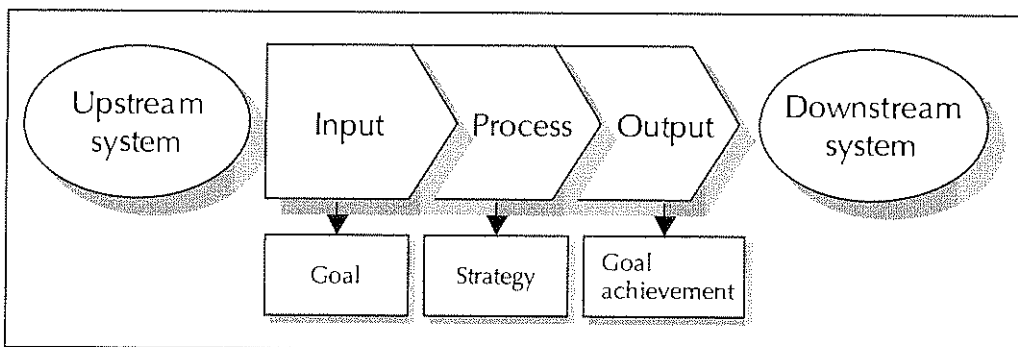 Upstream
system
Input
Process
Output
Downstream
system
Goal
Strategy
Goal
achievement